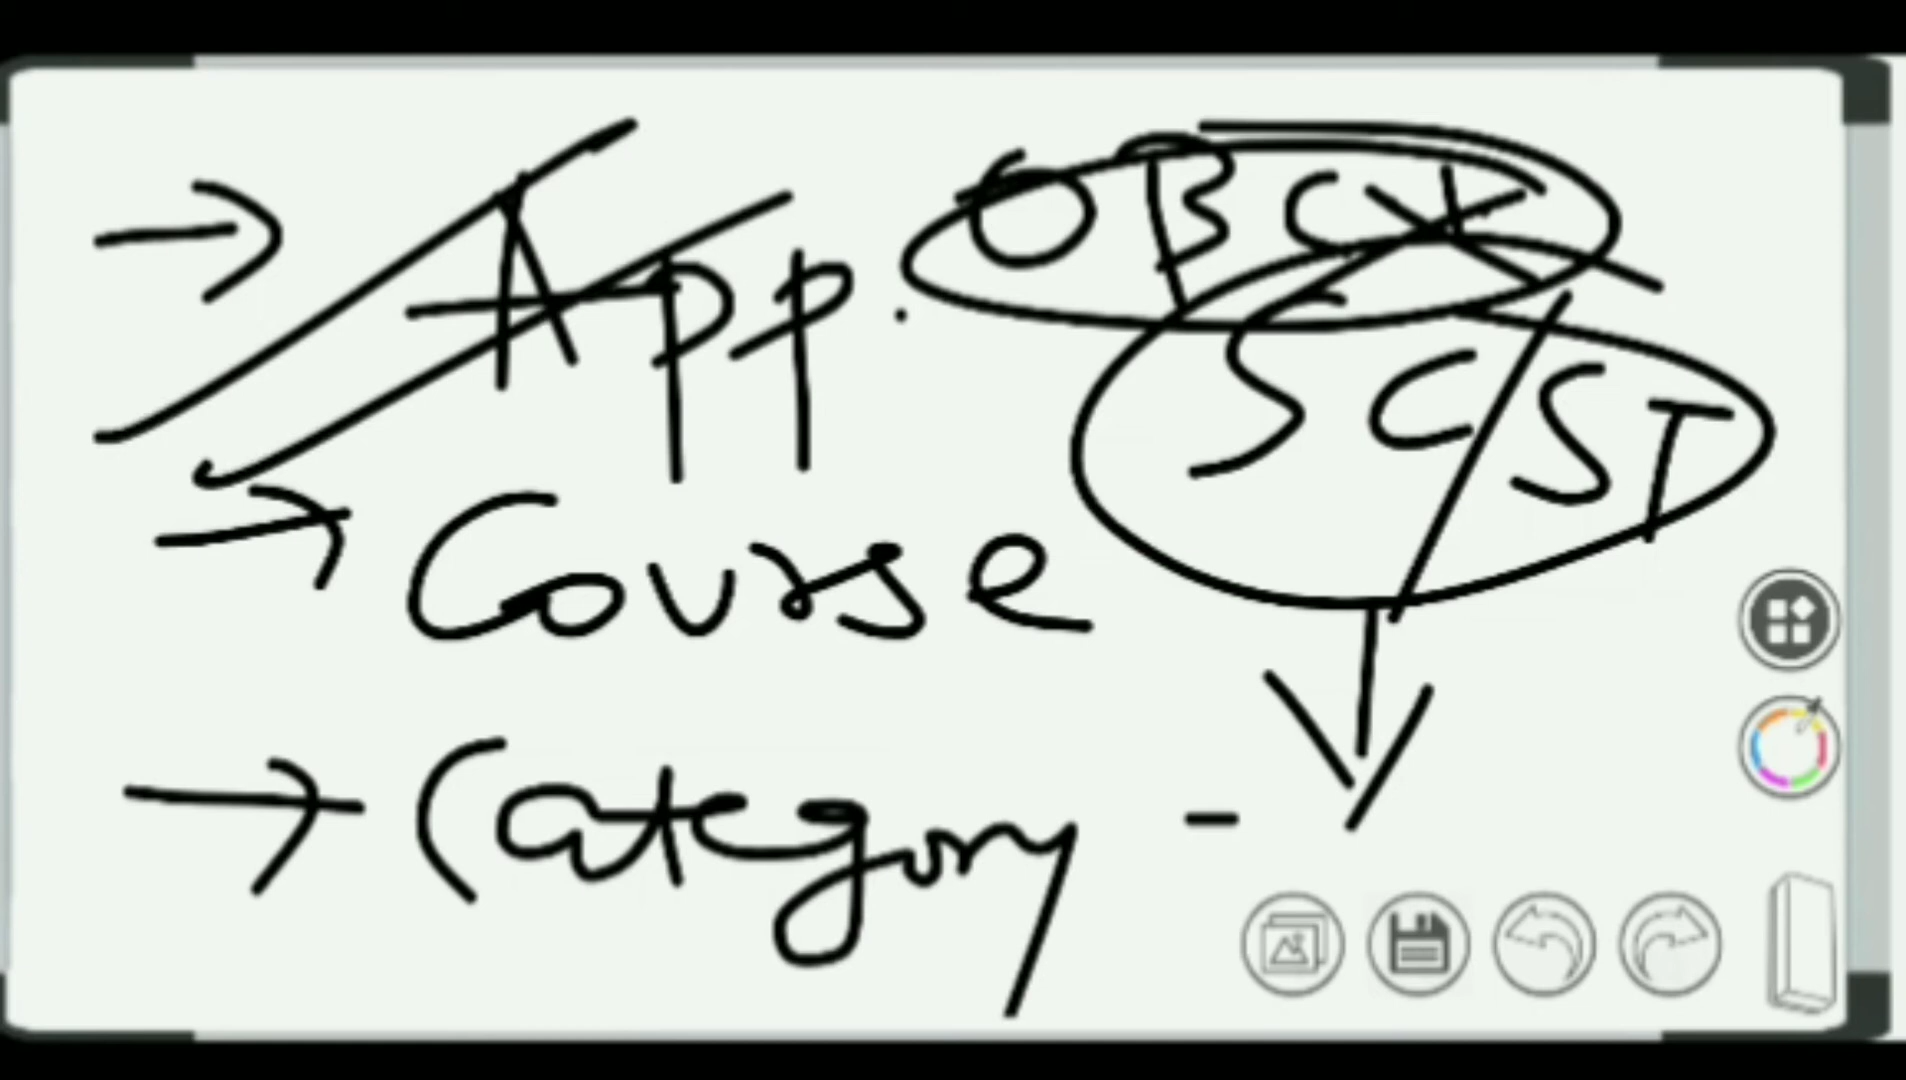 → App. OBC
SC/ST
→ Course
→ Category -